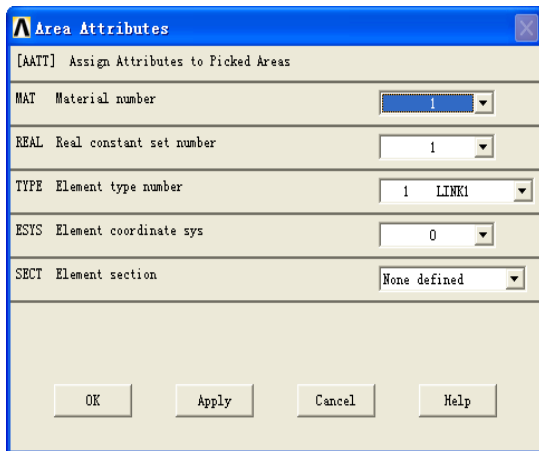 Area Attributes
[AATT] Assign Attributes to Picked Areas
MAT Material number 1
REAL Real constant set number 1
TYPE Element type number 1 LINK1
ESYS Element coordinate sys 0
SECT Element section None defined
OK Apply Cancel Help